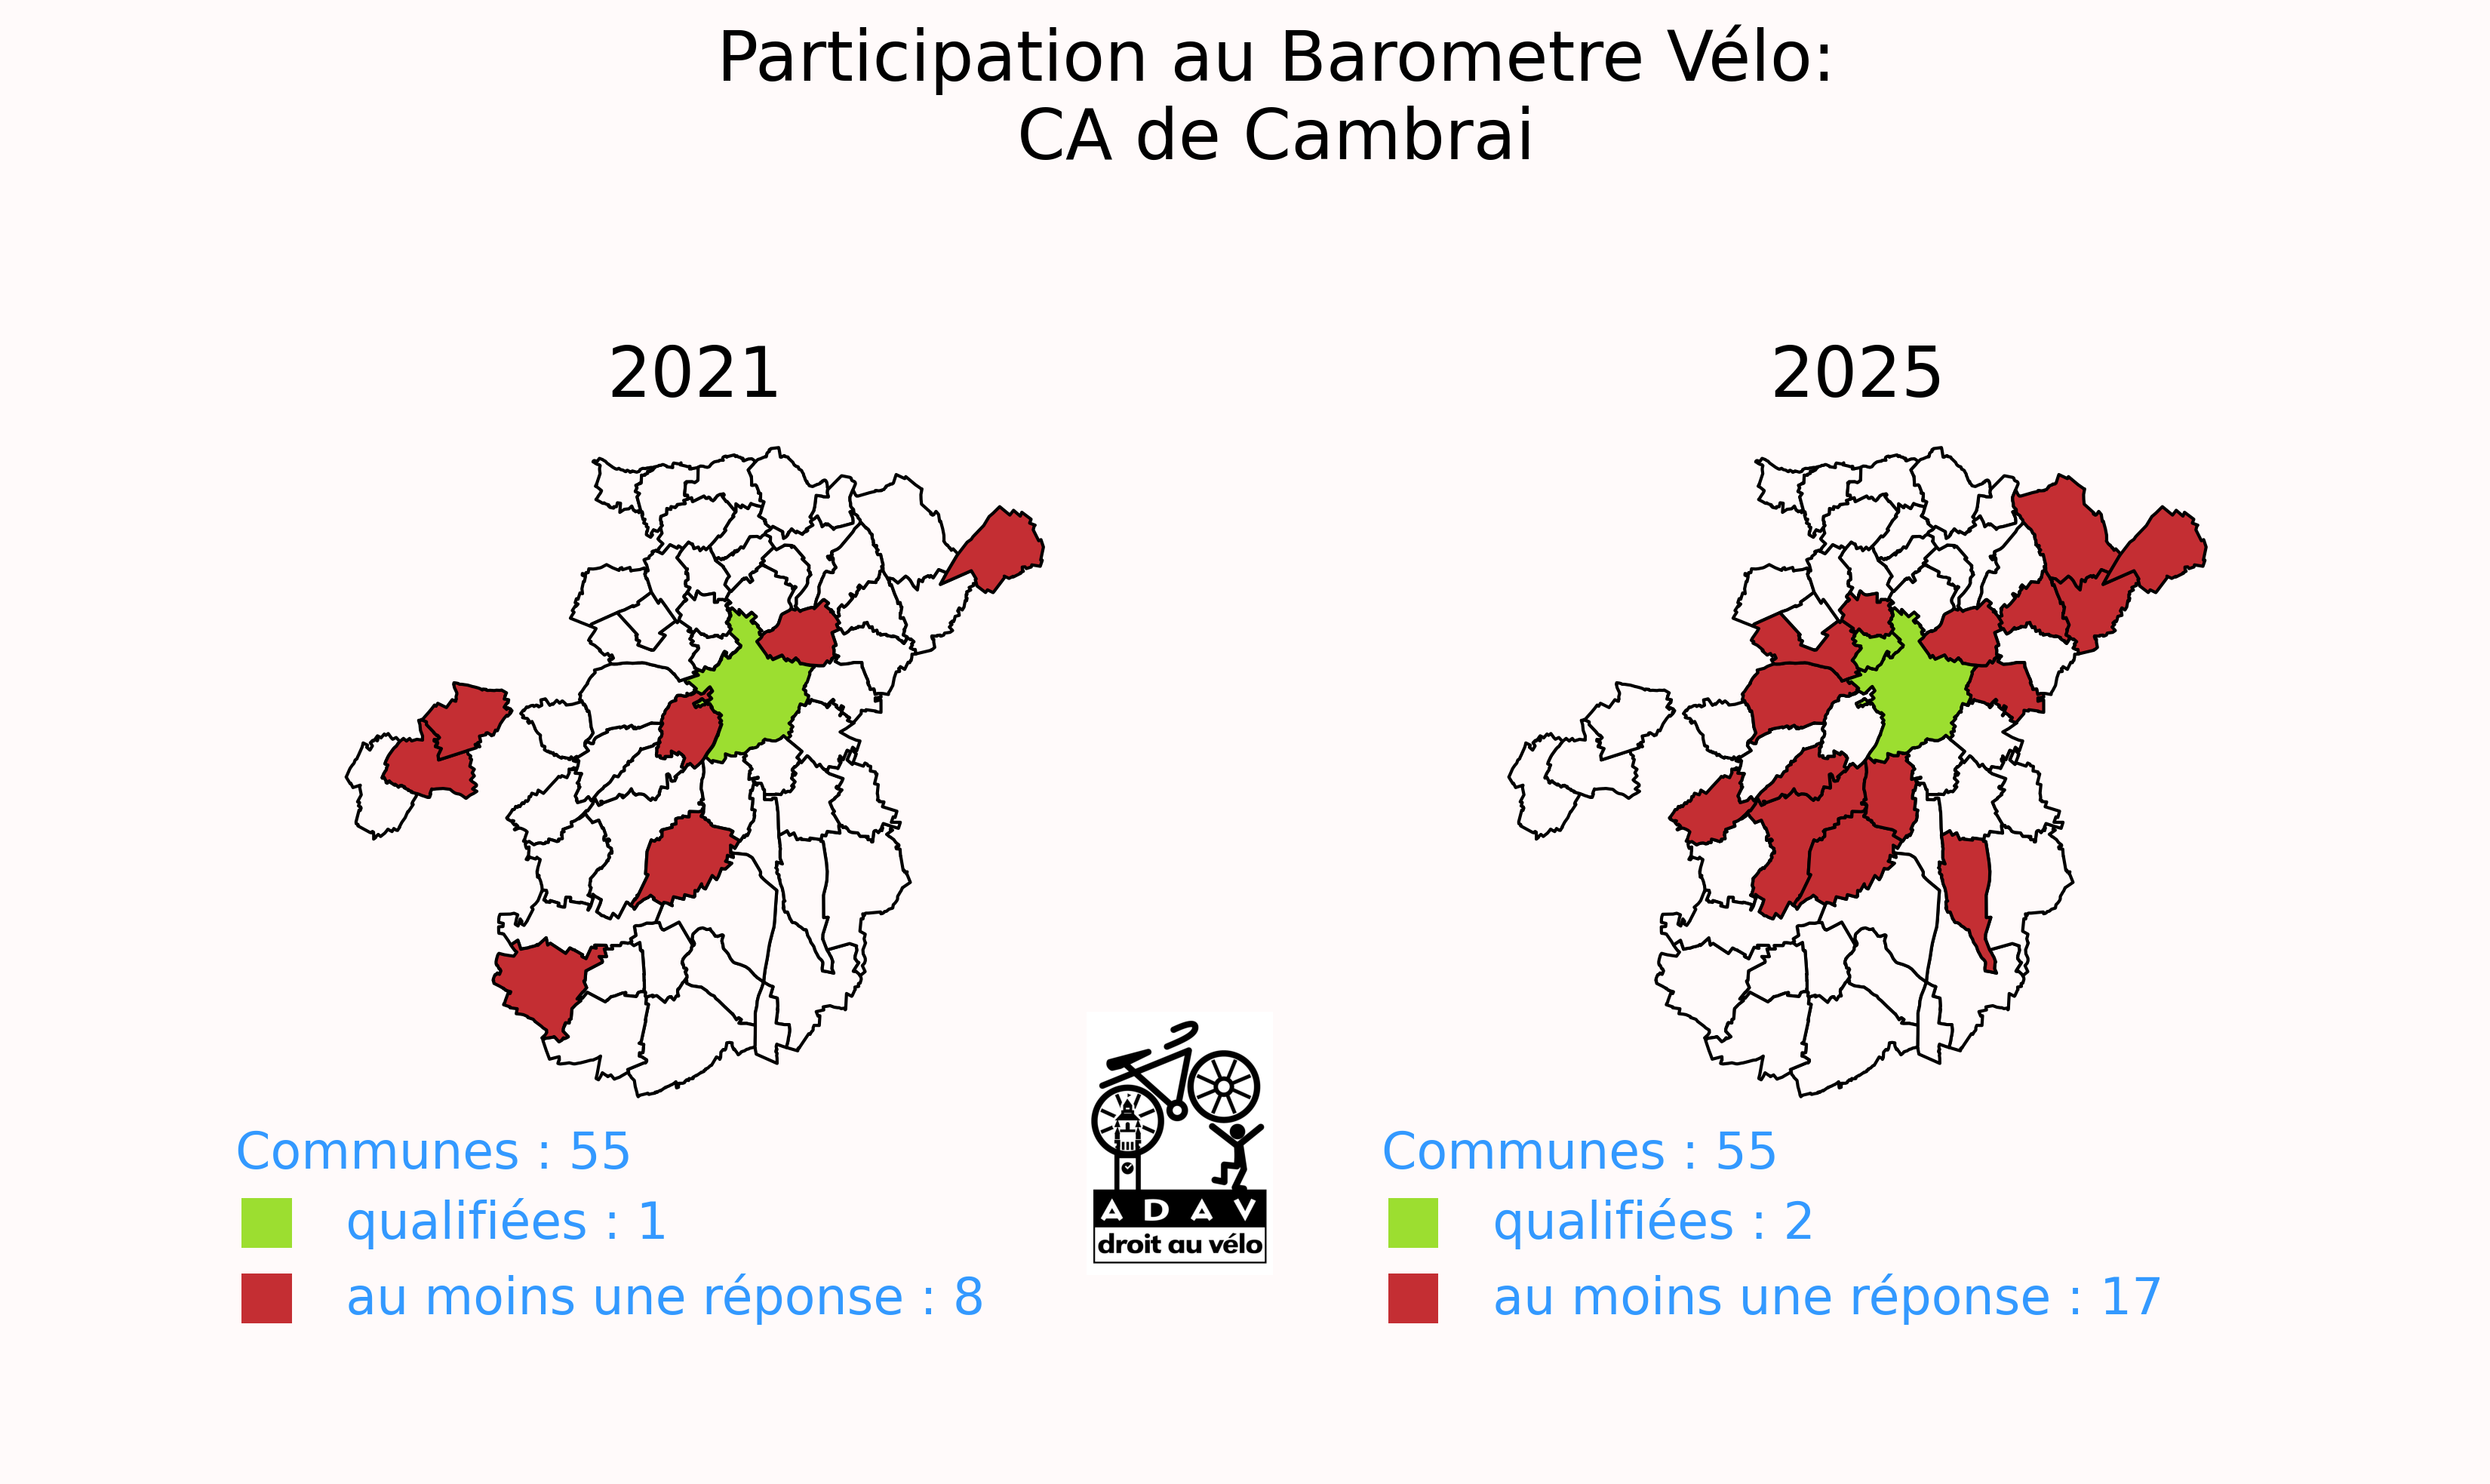 Participation au Barometre Vélo:
CA de Cambrai
2021
2025
Communes : 55
qualifiées : 1
au moins une réponse : 8
ADAV
droit au vélo
Communes : 55
qualifiées : 2
au moins une réponse : 17